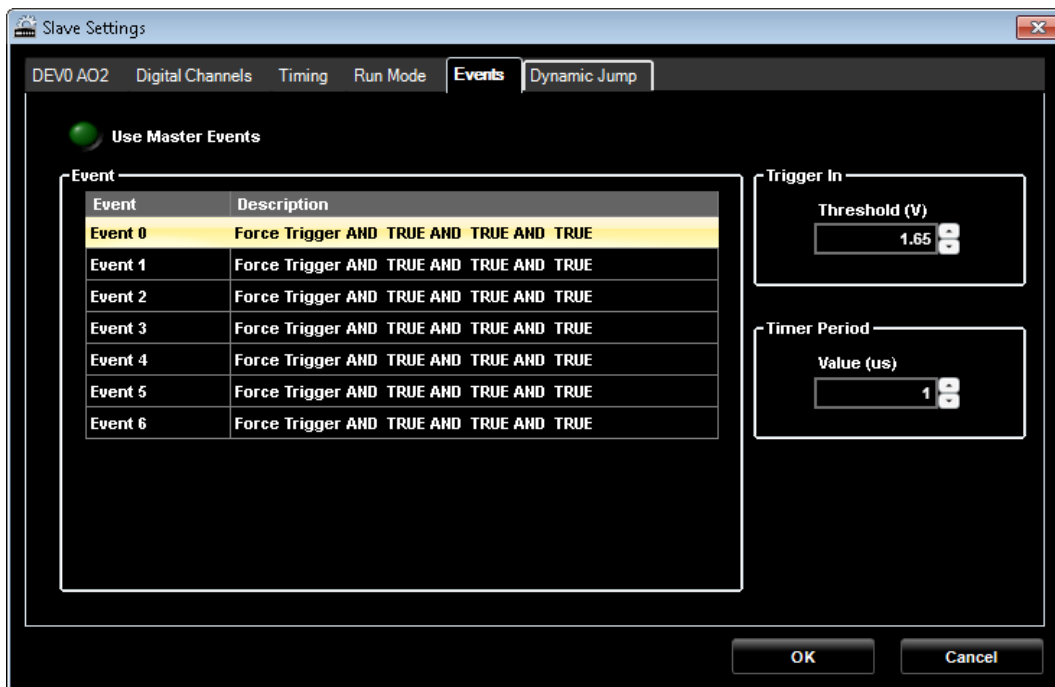 Slave Settings
DEV0 AO2 Digital Channels Timing Run Mode Events Dynamic Jump
Use Master Events
Event
Event Description
Event 0 Force Trigger AND TRUE AND TRUE AND TRUE
Event 1 Force Trigger AND TRUE AND TRUE AND TRUE
Event 2 Force Trigger AND TRUE AND TRUE AND TRUE
Event 3 Force Trigger AND TRUE AND TRUE AND TRUE
Event 4 Force Trigger AND TRUE AND TRUE AND TRUE
Event 5 Force Trigger AND TRUE AND TRUE AND TRUE
Event 6 Force Trigger AND TRUE AND TRUE AND TRUE
Trigger In
Threshold (V)
1.65
Timer Period
Value (us)
1
OK Cancel